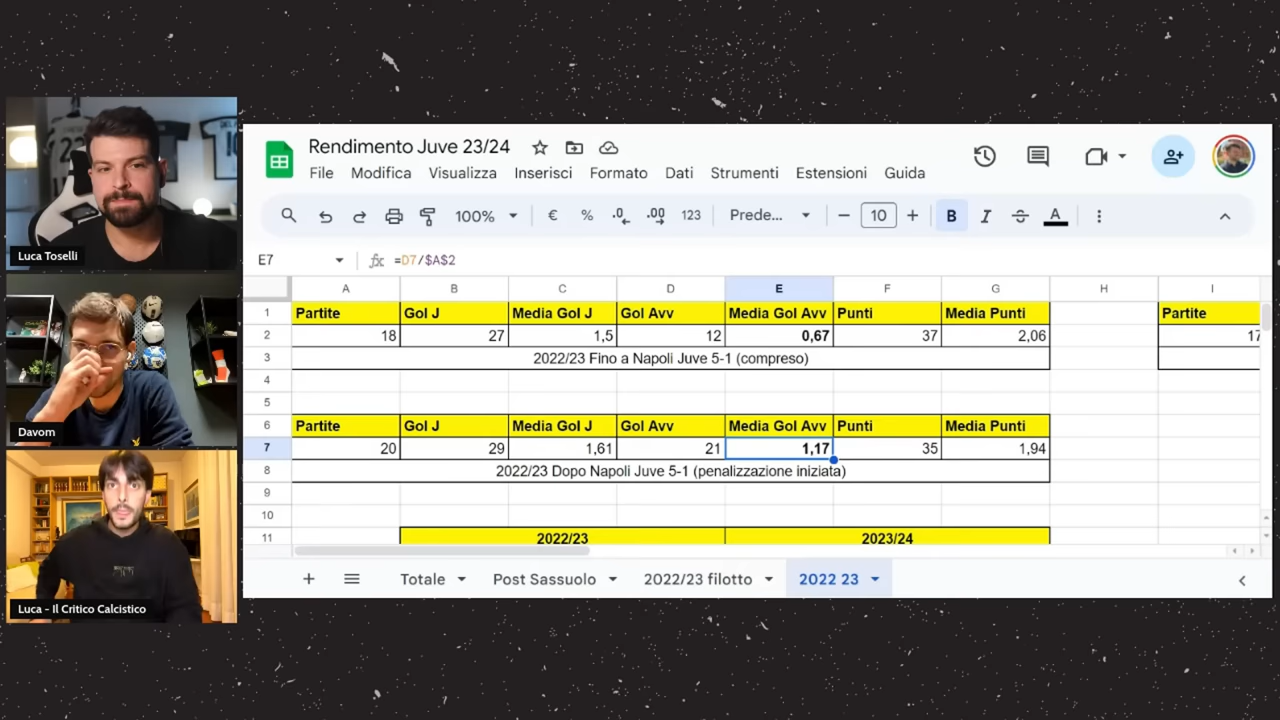 Luca Toselli
Davom
Luca - Il Critico Calcistico
Rendimento Juve 23/24
File Modifica Visualizza Inserisci Formato Dati Strumenti Estensioni Guida
100% € % .0 .00 123 Prede... 10 B I S A
E7 fx =D7/$A$2
A B C D E F G H I
1 Partite Gol J Media Gol J Gol Avv Media Gol Avv Punti Media Punti Partite
2 18 27 1,5 12 0,67 37 2,06 17
3 2022/23 Fino a Napoli Juve 5-1 (compreso)
4
5
6 Partite Gol J Media Gol J Gol Avv Media Gol Avv Punti Media Punti
7 20 29 1,61 21 1,17 35 1,94
8 2022/23 Dopo Napoli Juve 5-1 (penalizzazione iniziata)
9
10
11 2022/23 2023/24
Totale Post Sassuolo 2022/23 filotto 2022 23